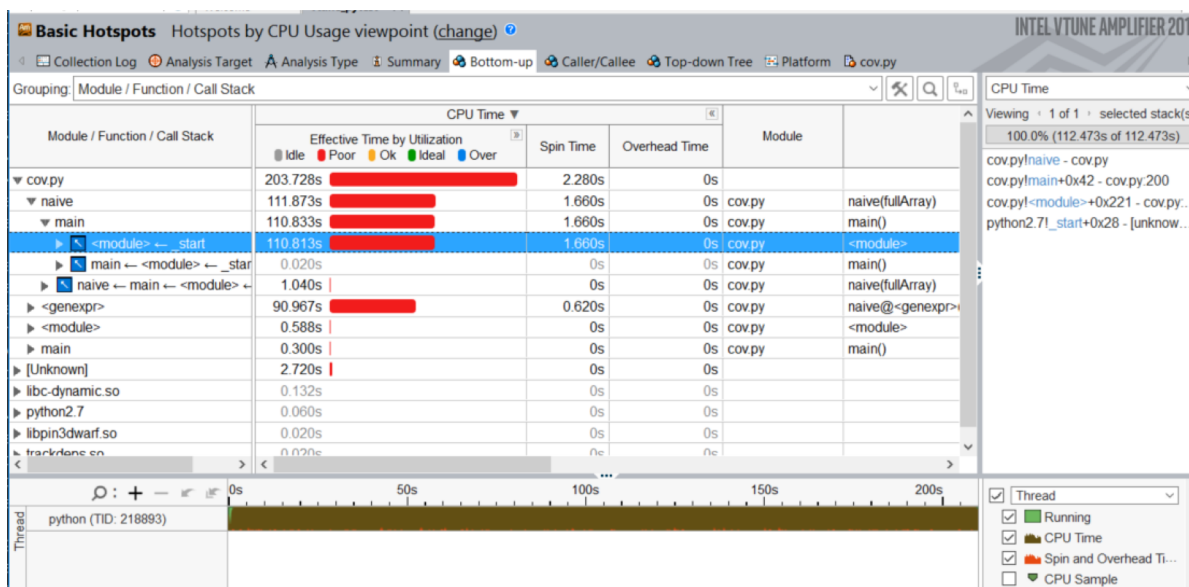 Basic Hotspots Hotspots by CPU Usage viewpoint (change) ?
INTEL VTUNE AMPLIFIER 201
Collection Log Analysis Target Analysis Type Summary Bottom-up Caller/Callee Top-down Tree Platform cov.py
Grouping: Module / Function / Call Stack
CPU Time
Module / Function / Call Stack
CPU Time ▼
Effective Time by Utilization
Idle Poor Ok Ideal Over
Spin Time
Overhead Time
Module
Viewing 1 of 1 selected stack(s
100.0% (112.473s of 112.473s)
cov.py!naive - cov.py
cov.py!main+0x42 - cov.py:200
cov.py!<module>+0x221 - cov.py:..
python2.7!_start+0x28 - [unknow...
cov.py 203.728s 2.280s 0s
naive 111.873s 1.660s 0s cov.py naive(fullArray)
main 110.833s 1.660s 0s cov.py main()
<module> ← _start 110.813s 1.660s 0s cov.py <module>
main ← <module> ← _star 0.020s 0s 0s cov.py main()
naive ← main ← <module> ← 1.040s 0s 0s cov.py naive(fullArray)
<genexpr> 90.967s 0.620s 0s cov.py naive@<genexpr>(
<module> 0.588s 0s 0s cov.py <module>
main 0.300s 0s 0s cov.py main()
[Unknown] 2.720s 0s 0s
libc-dynamic.so 0.132s 0s 0s
python2.7 0.060s 0s 0s
libpin3dwarf.so 0.020s 0s 0s
trackdeps.so 0.020s 0s 0s
0s 50s 100s 150s 200s
Thread
python (TID: 218893)
Thread
Running
CPU Time
Spin and Overhead Ti...
CPU Sample